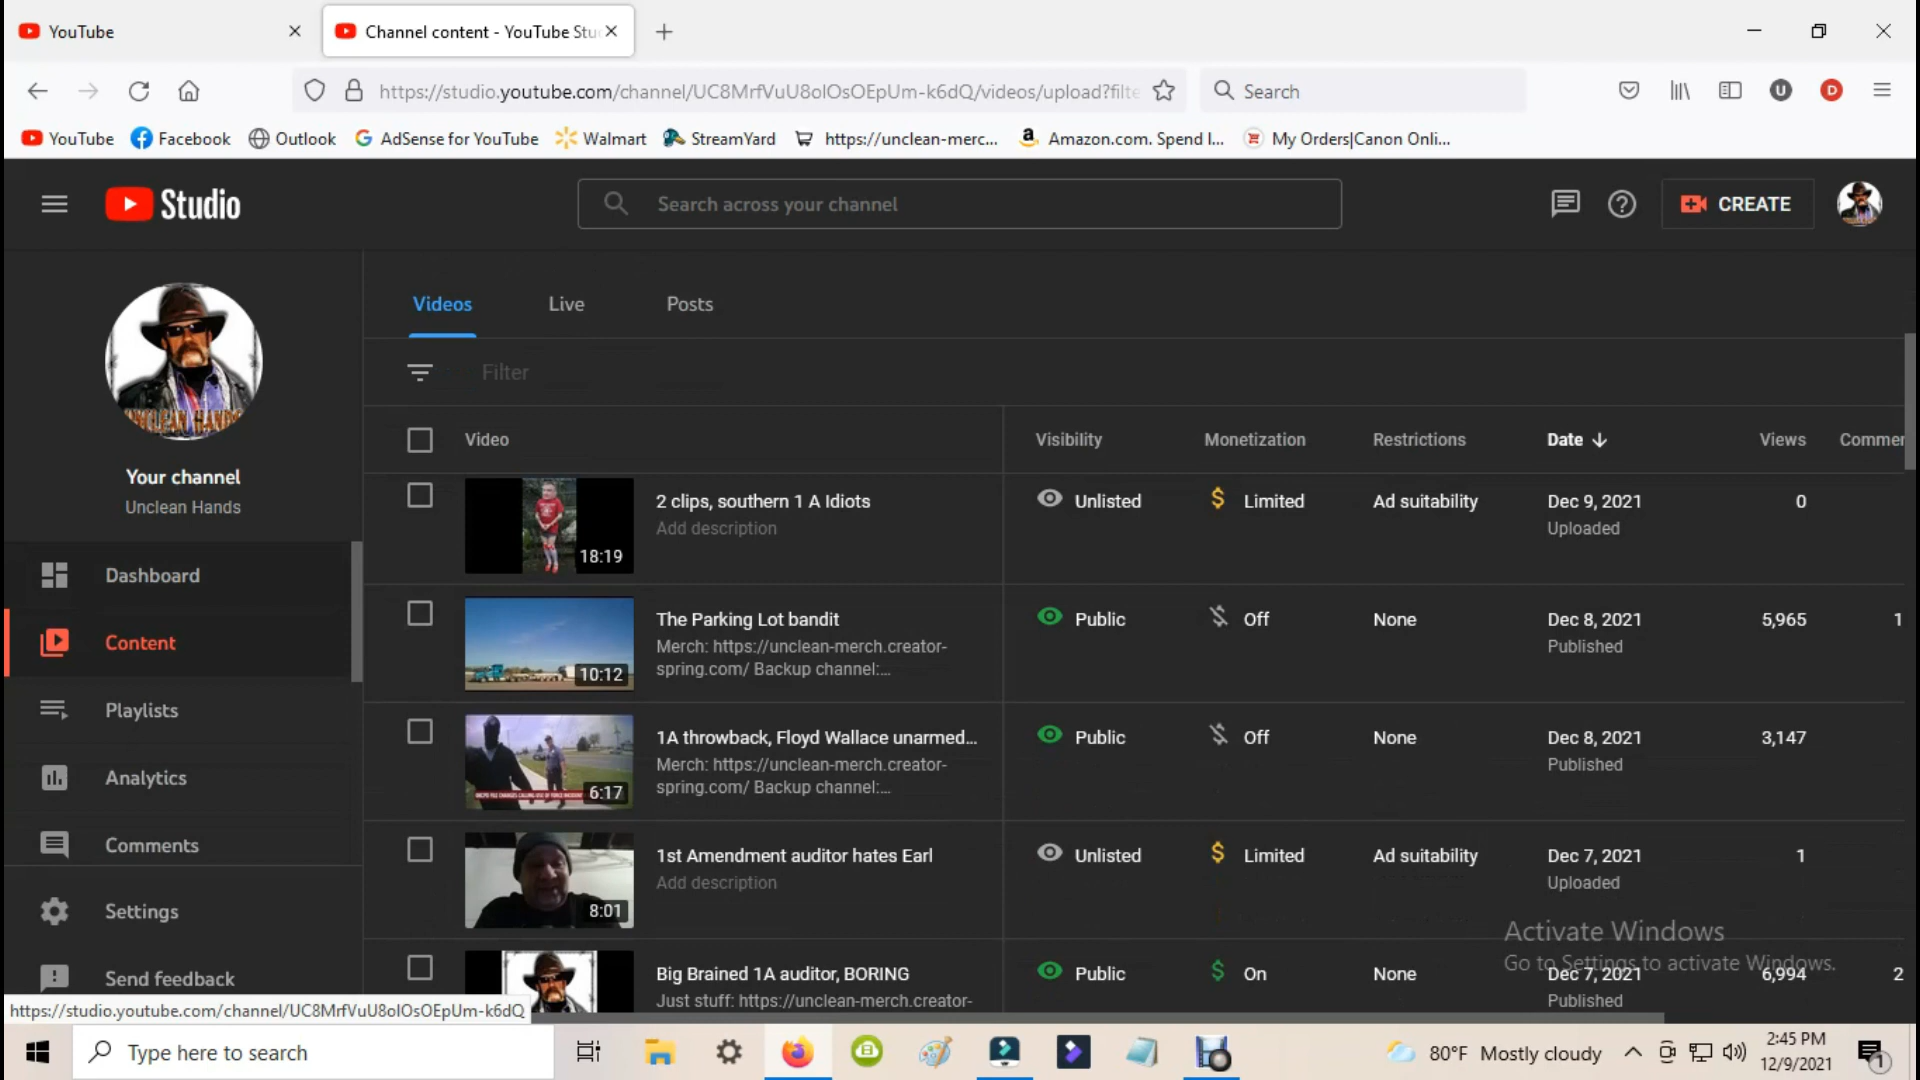 YouTube
Channel content - YouTube Stu
https://studio.youtube.com/channel/UC8MrfVuU8olOsOEpUm-k6dQ/videos/upload?filte
Search
YouTube
Facebook
Outlook
AdSense for YouTube
Walmart
StreamYard
https://unclean-merc...
Amazon.com. Spend l...
My Orders|Canon Onli...
Studio
Search across your channel
CREATE
UNCLEAN HANDS
Your channel
Unclean Hands
Dashboard
Content
Playlists
Analytics
Comments
Settings
Send feedback
Videos
Live
Posts
Filter
Video
Visibility
Monetization
Restrictions
Date
Views
Commer
18:19
2 clips, southern 1 A Idiots
Add description
Unlisted
Limited
Ad suitability
Dec 9, 2021
Uploaded
0
10:12
The Parking Lot bandit
Merch: https://unclean-merch.creator-
spring.com/ Backup channel:...
Public
Off
None
Dec 8, 2021
Published
5,965
1
6:17
1A throwback, Floyd Wallace unarmed...
Merch: https://unclean-merch.creator-
spring.com/ Backup channel:...
Public
Off
None
Dec 8, 2021
Published
3,147
8:01
1st Amendment auditor hates Earl
Add description
Unlisted
Limited
Ad suitability
Dec 7, 2021
Uploaded
1
Big Brained 1A auditor, BORING
Just stuff: https://unclean-merch.creator-
Public
On
None
Dec 7, 2021
Published
6,994
2
Activate Windows
Go to Settings to activate Windows.
https://studio.youtube.com/channel/UC8MrfVuU8olOsOEpUm-k6dQ
Type here to search
80°F Mostly cloudy
2:45 PM
12/9/2021
1